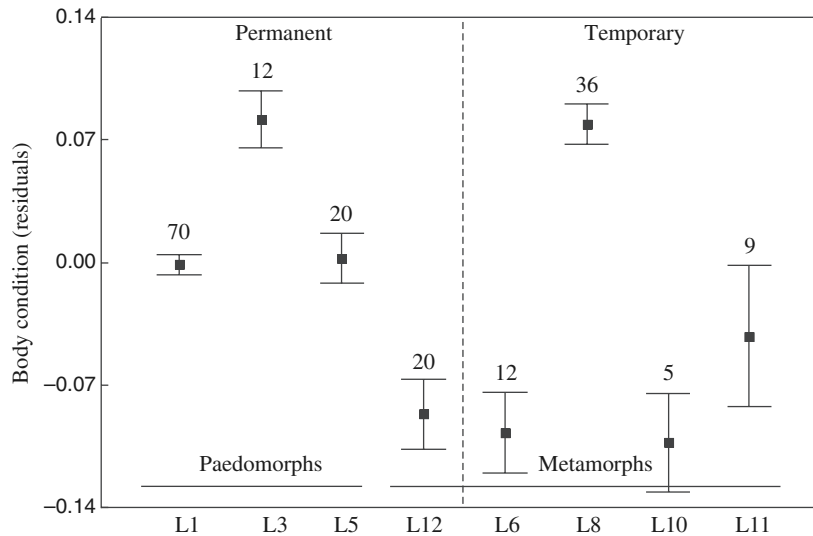 0.14
Permanent
Temporary
12
36
0.07
70
20
9
0.00
Body condition (residuals)
20
12
5
−0.07
Paedomorphs
Metamorphs
−0.14
L1 L3 L5 L12 L6 L8 L10 L11